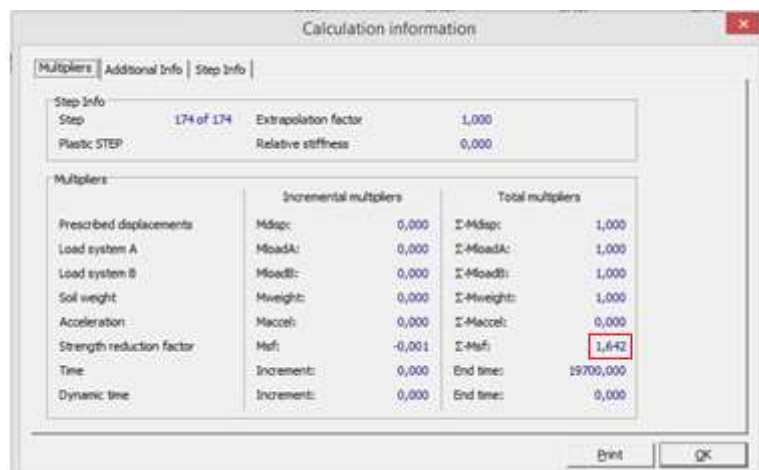 Calculation information
Multipliers Additional Info Step Info
Step Info
Step 174 of 174 Extrapolation factor 1,000
Plastic STEP Relative stiffness 0,000
Multipliers
Incremental multipliers Total multipliers
Prescribed displacements Mdisp: 0,000 Σ-Mdisp: 1,000
Load system A MloadA: 0,000 Σ-MloadA: 1,000
Load system B MloadB: 0,000 Σ-MloadB: 1,000
Soil weight Mweight: 0,000 Σ-Mweight: 1,000
Acceleration Maccel: 0,000 Σ-Maccel: 0,000
Strength reduction factor Msf: -0,001 Σ-Msf: 1,642
Time Increment: 0,000 End time: 19700,000
Dynamic time Increment: 0,000 End time: 0,000
Print OK